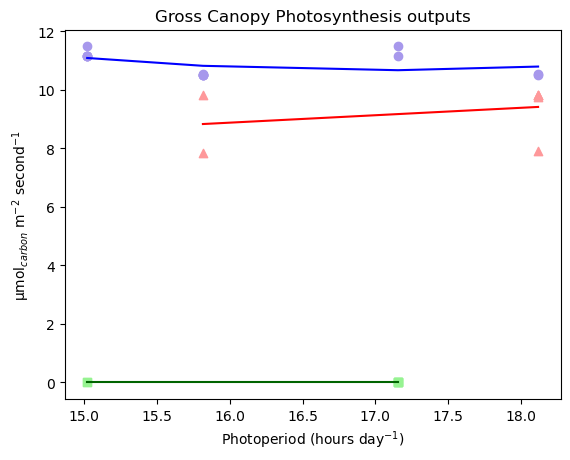 Gross Canopy Photosynthesis outputs
12
10
8
6
4
2
0
μmol_{carbon} m^{−2} second^{−1}
15.0 15.5 16.0 16.5 17.0 17.5 18.0
Photoperiod (hours day^{−1})